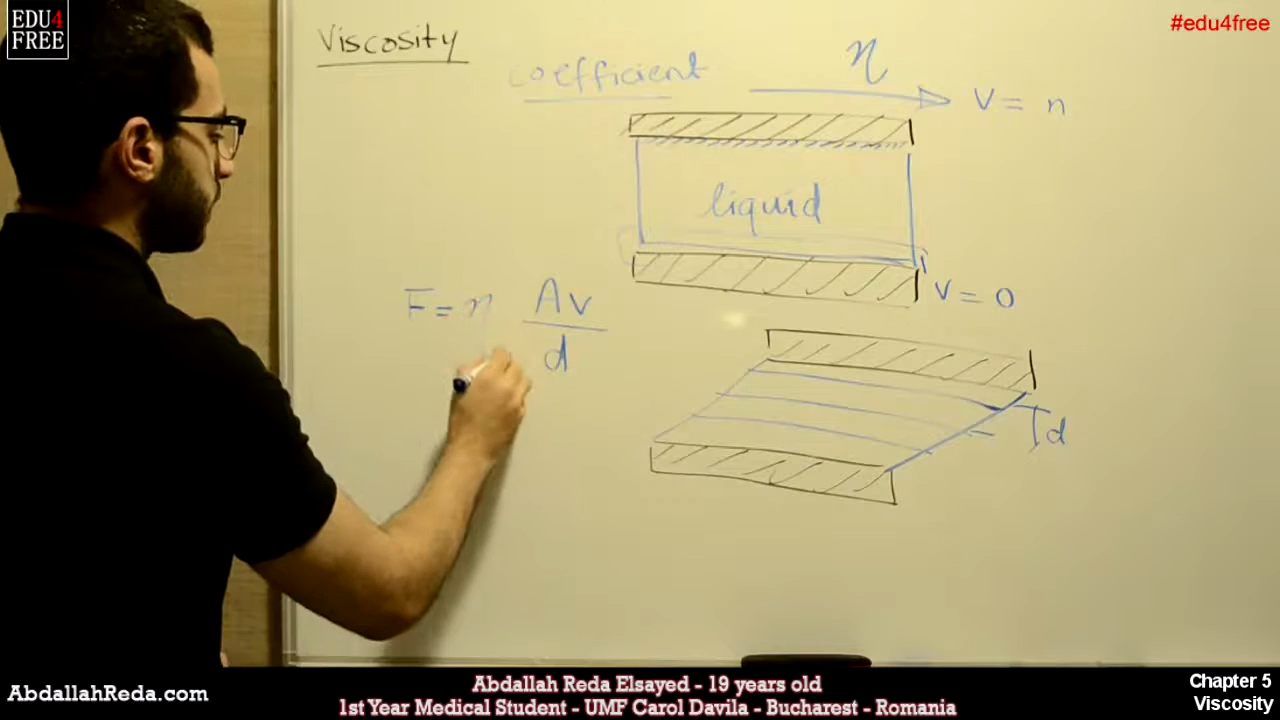 EDU4
FREE
#edu4free
Viscosity
coefficient
η
V = n
liquid
V = 0
F = η Av
d
d
AbdallahReda.com
Abdallah Reda Elsayed - 19 years old
1st Year Medical Student - UMF Carol Davila - Bucharest - Romania
Chapter 5
Viscosity